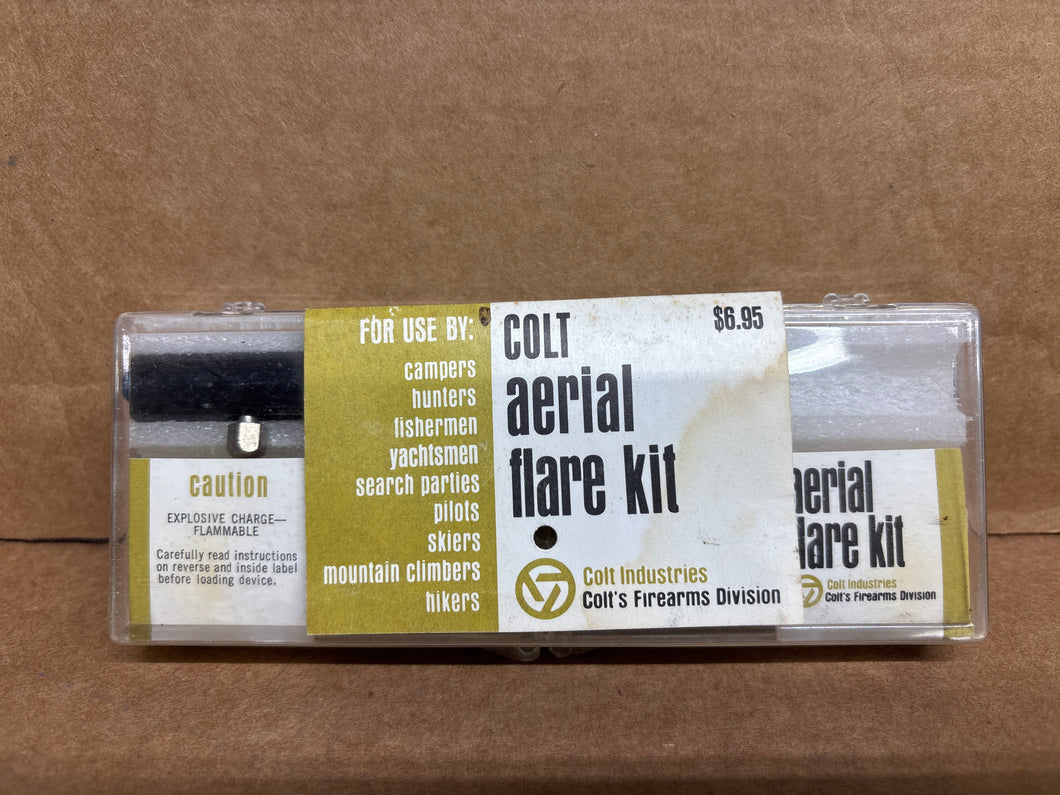 FOR USE BY:
campers
hunters
fishermen
yachtsmen
search parties
pilots
skiers
mountain climbers
hikers
COLT
$6.95
aerial
flare kit
Colt Industries
Colt's Firearms Division
caution
EXPLOSIVE CHARGE—
FLAMMABLE
Carefully read instructions
on reverse and inside label
before loading device.
aerial
flare kit
Colt Industries
Colt's Firearms Division